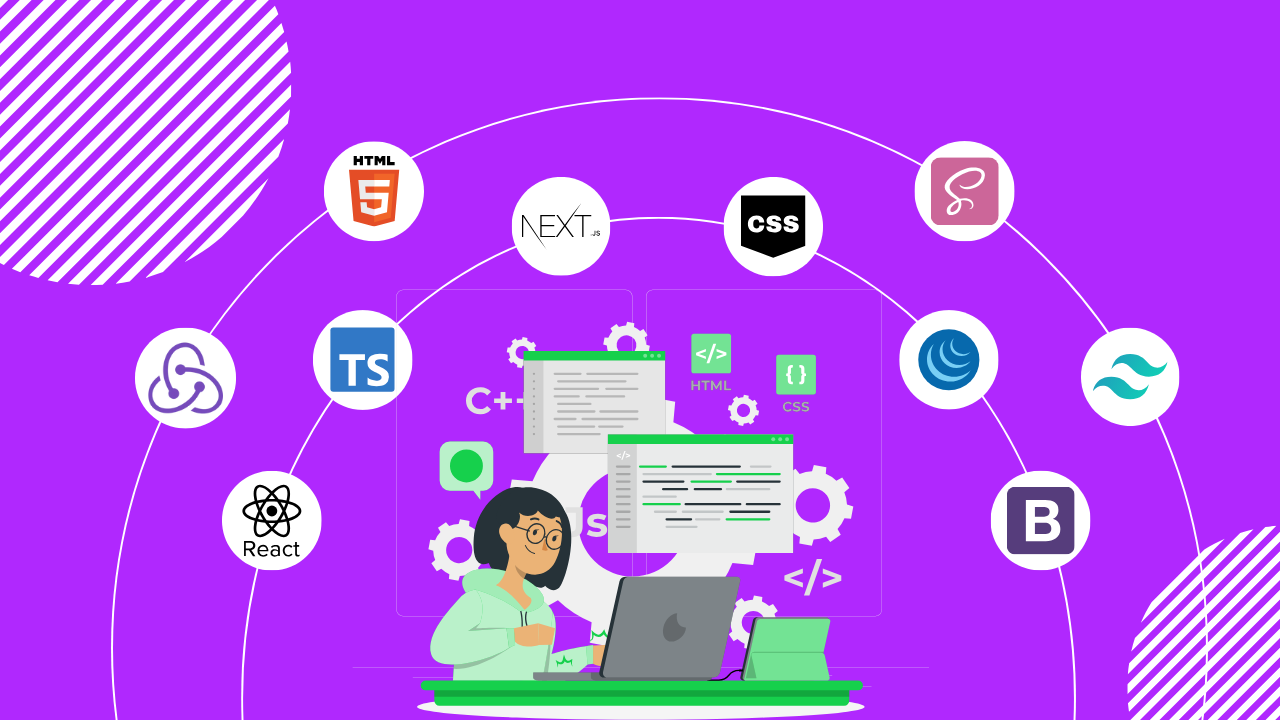 HTML
5
NEXT.JS
CSS
S
TS
</>
HTML
{ }
CSS
C++
</>
React
JS
B
</>